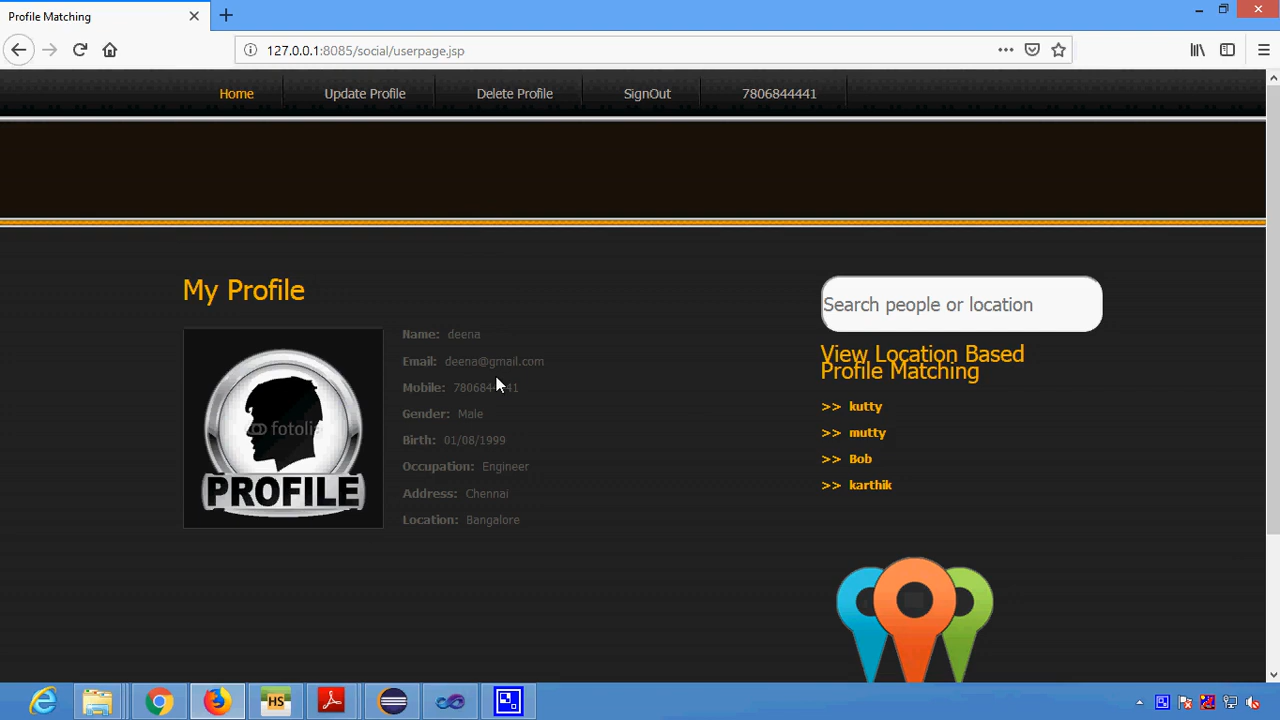 Profile Matching
127.0.0.1:8085/social/userpage.jsp
Home Update Profile Delete Profile SignOut 7806844441
My Profile
Name: deena
Email: deena@gmail.com
Mobile: 7806844441
Gender: Male
Birth: 01/08/1999
Occupation: Engineer
Address: Chennai
Location: Bangalore
PROFILE
Search people or location
View Location Based
Profile Matching
>> kutty
>> mutty
>> Bob
>> karthik
HS